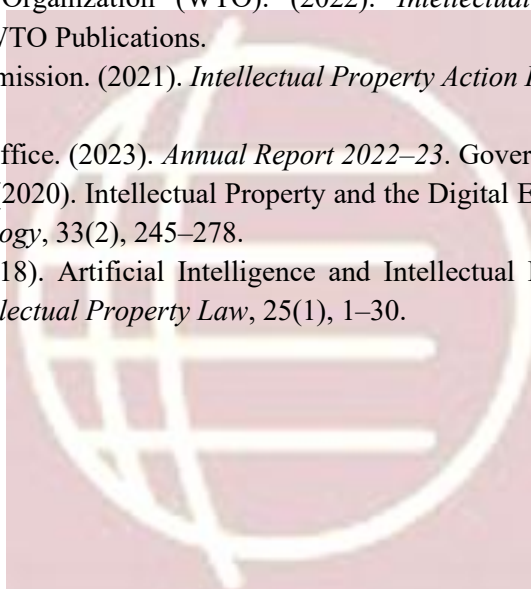 Organization (WTO). (2022). Intellectual
WTO Publications.
mission. (2021). Intellectual Property Action
ffice. (2023). Annual Report 2022–23. Gover
(2020). Intellectual Property and the Digital E
ogy, 33(2), 245–278.
18). Artificial Intelligence and Intellectual
llectual Property Law, 25(1), 1–30.